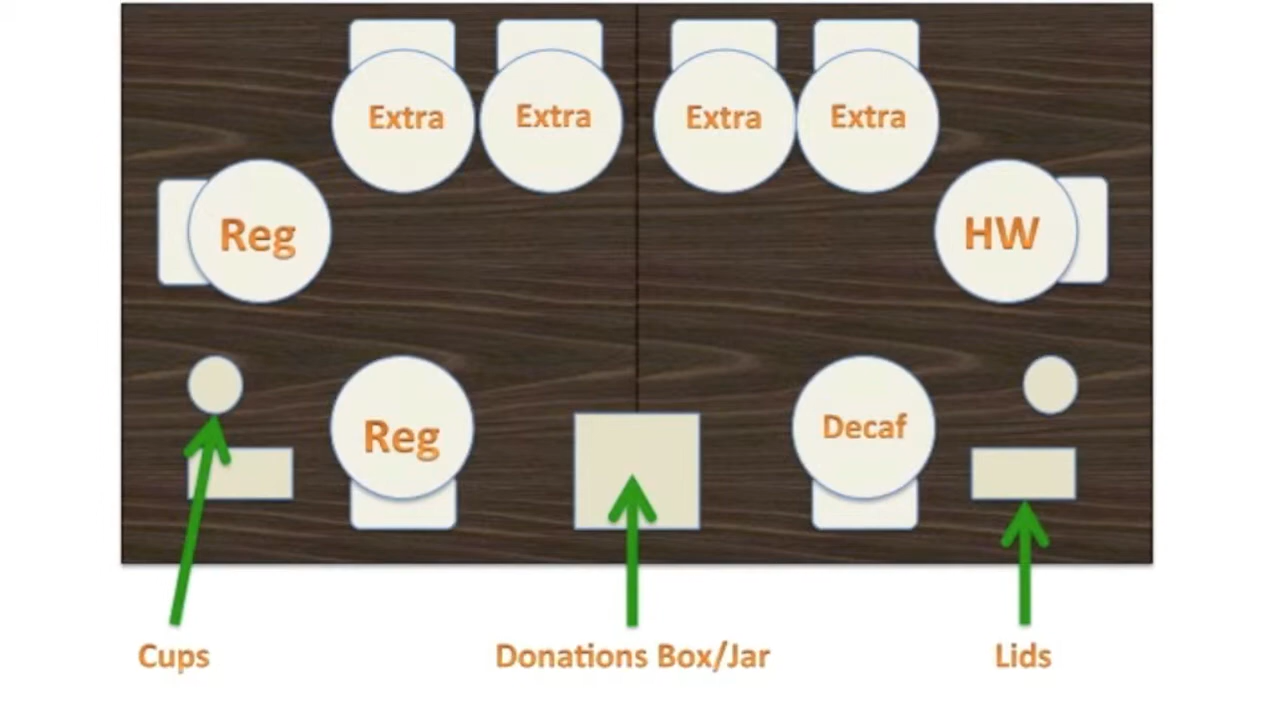 Extra
Extra
Extra
Extra
Reg
HW
Reg
Decaf
Cups
Donations Box/Jar
Lids